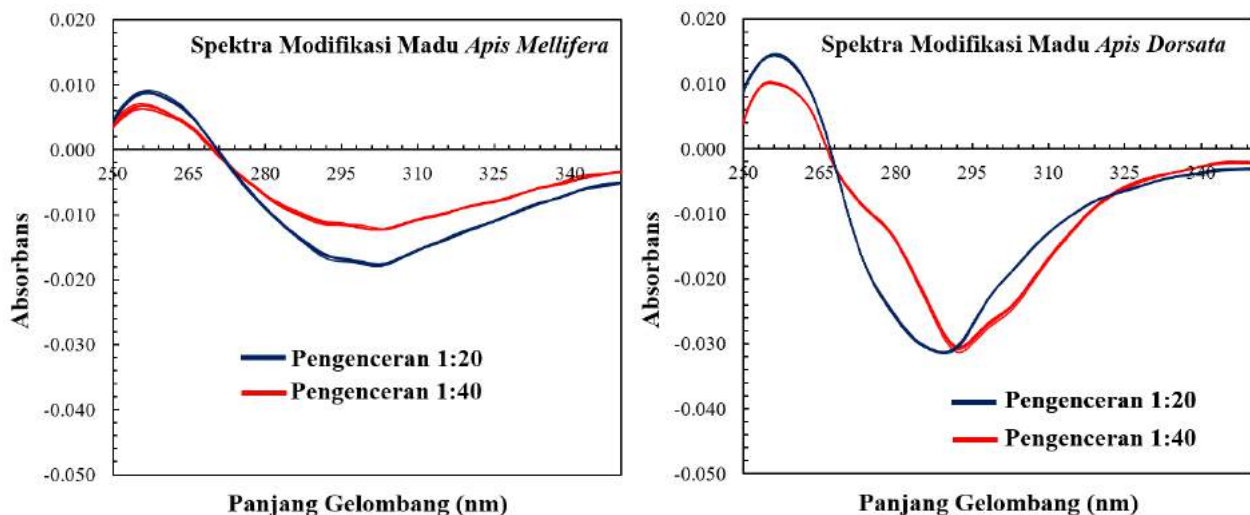 Spektra Modifikasi Madu Apis Mellifera
Absorbans
0.020
0.010
0.000
-0.010
-0.020
-0.030
-0.040
-0.050
250 265 280 295 310 325 340
Pengenceran 1:20
Pengenceran 1:40
Panjang Gelombang (nm)
Spektra Modifikasi Madu Apis Dorsata
Absorbans
0.020
0.010
0.000
-0.010
-0.020
-0.030
-0.040
-0.050
250 265 280 295 310 325 340
Pengenceran 1:20
Pengenceran 1:40
Panjang Gelombang (nm)